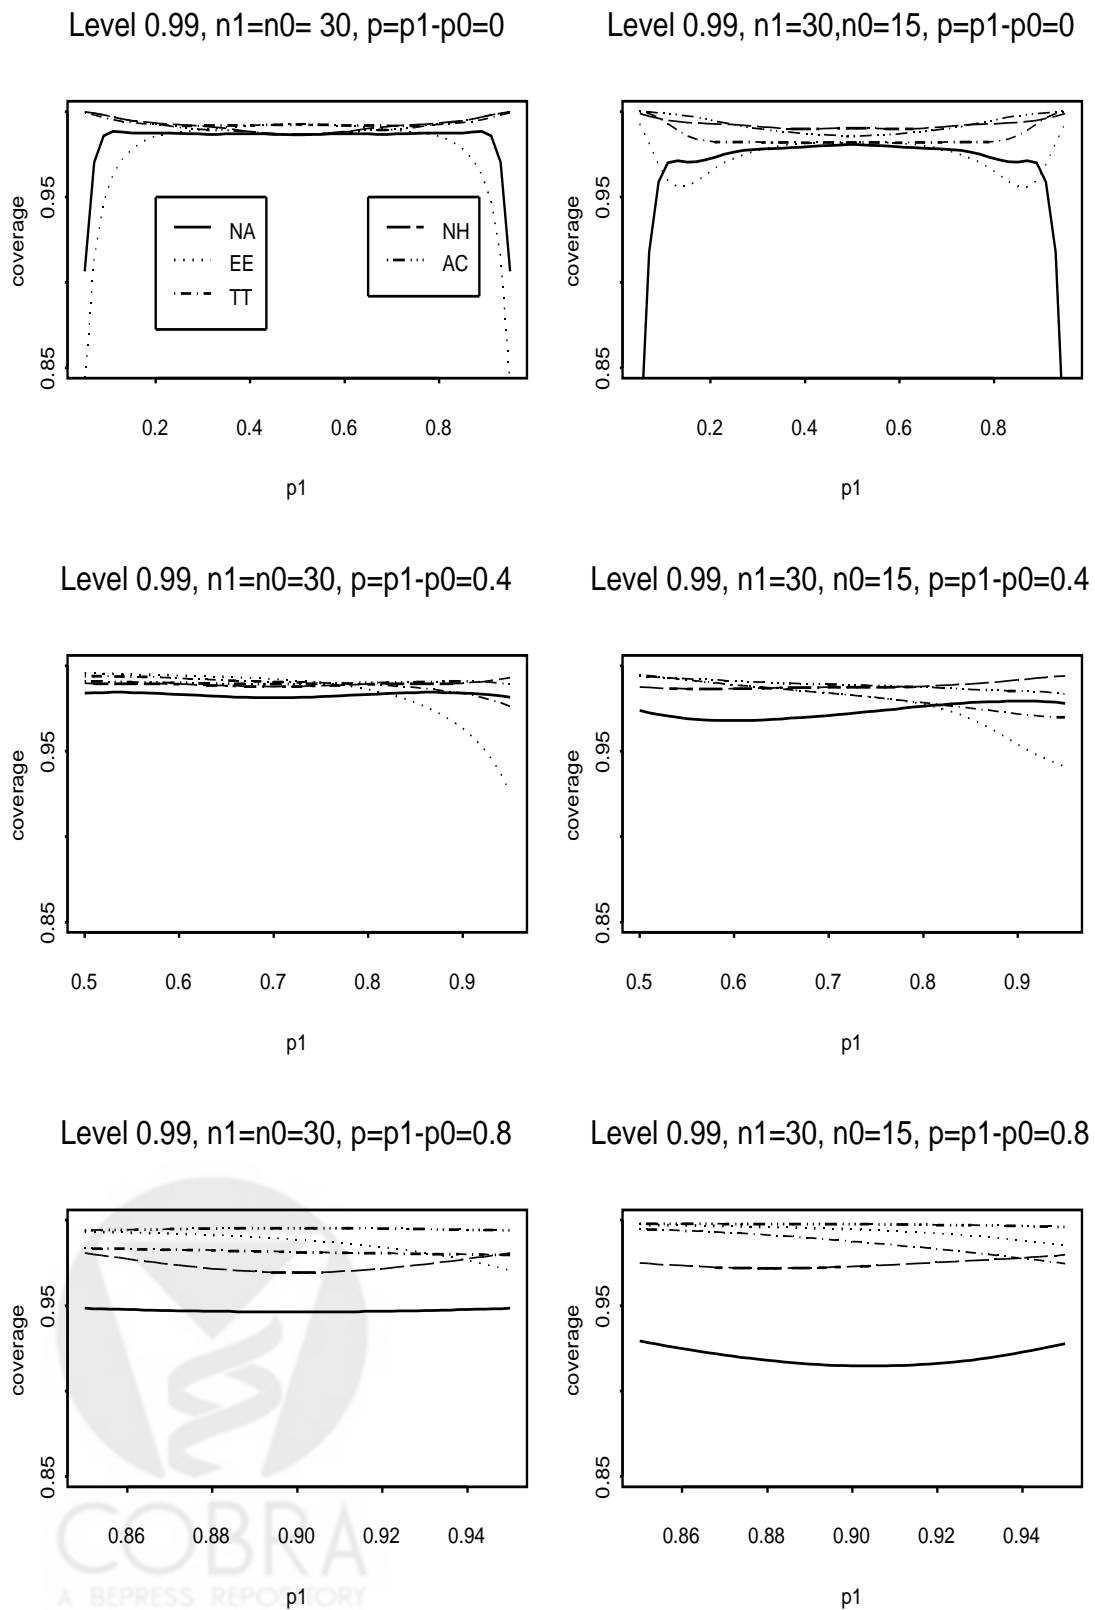 Level 0.99, n1=n0= 30, p=p1-p0=0
Level 0.99, n1=30,n0=15, p=p1-p0=0
coverage
0.95
0.85
NA
EE
TT
NH
AC
0.2 0.4 0.6 0.8
p1
coverage
0.95
0.85
0.2 0.4 0.6 0.8
p1
Level 0.99, n1=n0=30, p=p1-p0=0.4
Level 0.99, n1=30, n0=15, p=p1-p0=0.4
coverage
0.95
0.85
0.5 0.6 0.7 0.8 0.9
p1
coverage
0.95
0.85
0.5 0.6 0.7 0.8 0.9
p1
Level 0.99, n1=n0=30, p=p1-p0=0.8
Level 0.99, n1=30, n0=15, p=p1-p0=0.8
coverage
0.95
0.85
0.86 0.88 0.90 0.92 0.94
p1
coverage
0.95
0.85
0.86 0.88 0.90 0.92 0.94
p1
COBRA
A BEPRESS REPOSITORY